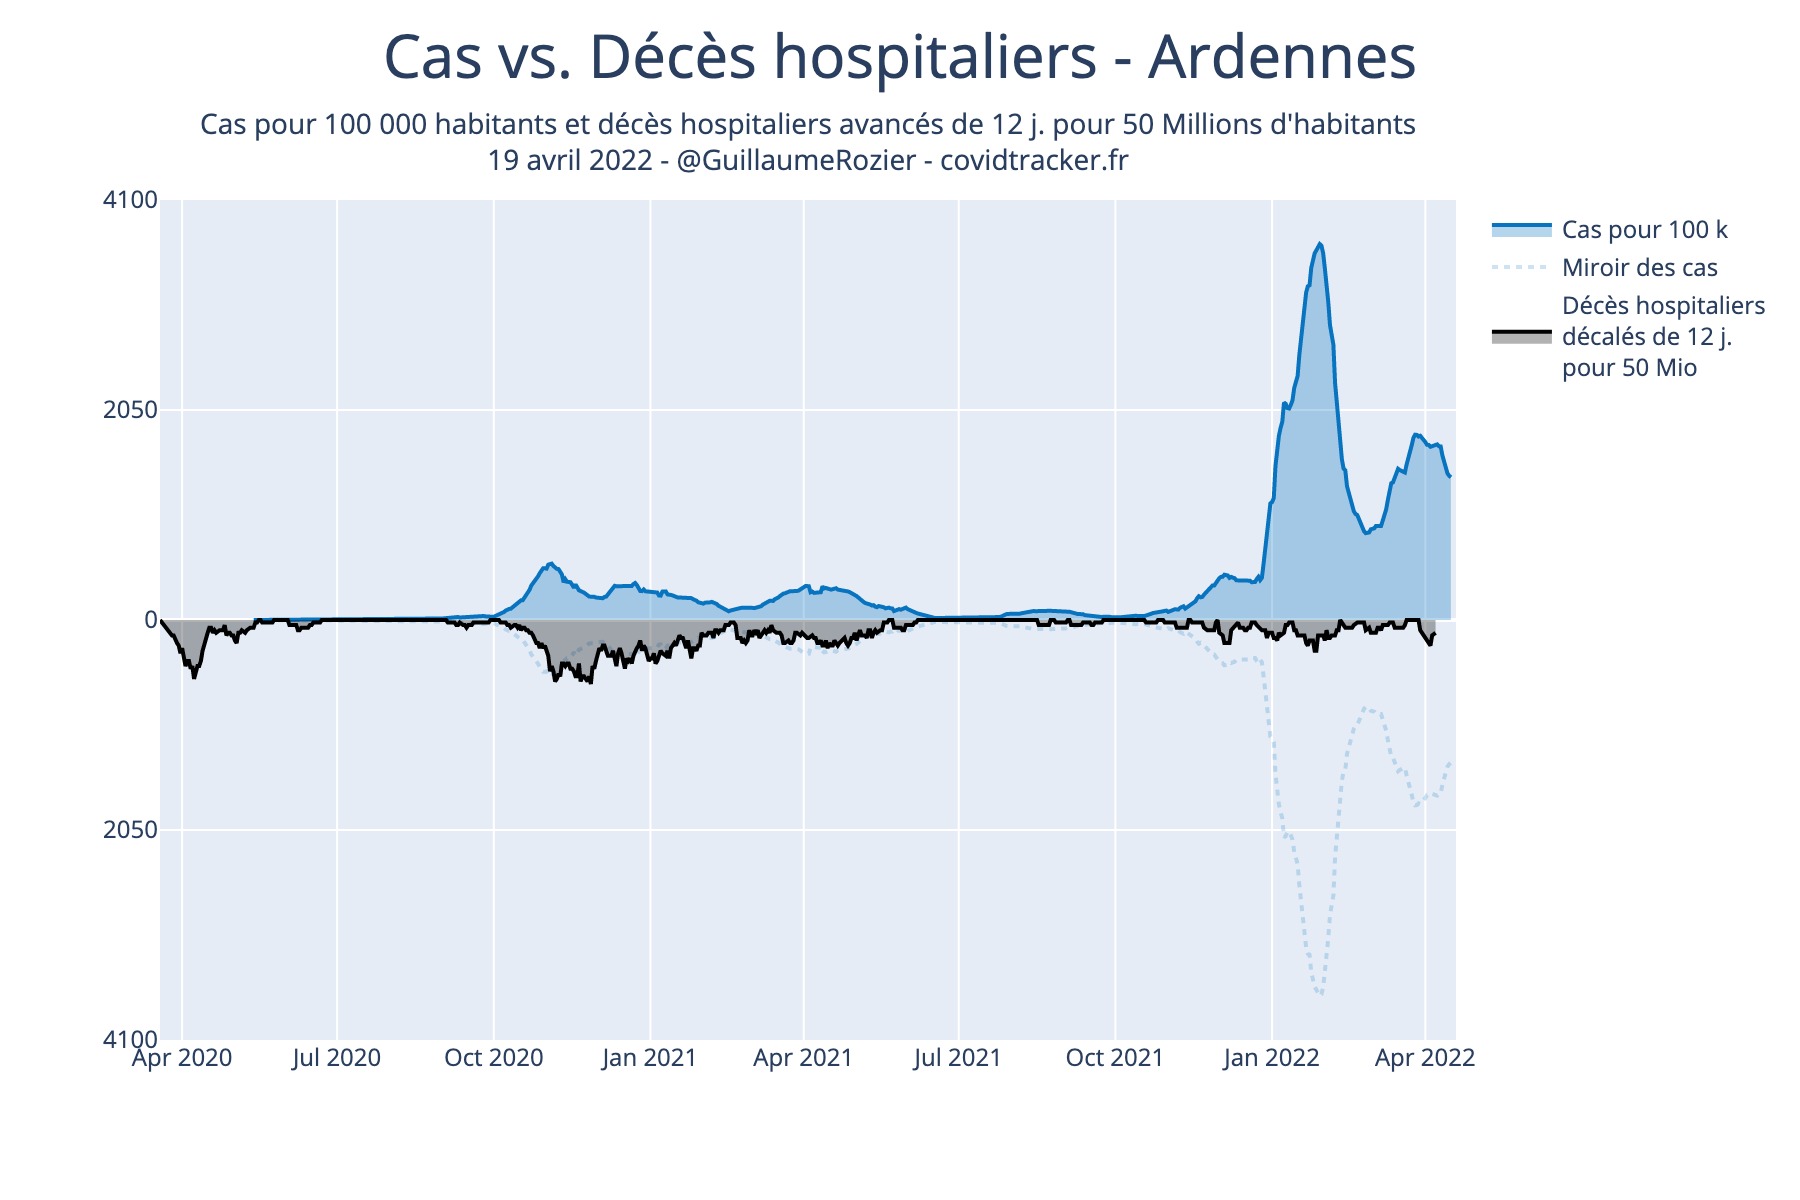 Cas vs. Décès hospitaliers - Ardennes
Cas pour 100 000 habitants et décès hospitaliers avancés de 12 j. pour 50 Millions d'habitants
19 avril 2022 - @GuillaumeRozier - covidtracker.fr
4100
2050
0
2050
4100
Apr 2020
Jul 2020
Oct 2020
Jan 2021
Apr 2021
Jul 2021
Oct 2021
Jan 2022
Apr 2022
Cas pour 100 k
Miroir des cas
Décès hospitaliers
décalés de 12 j.
pour 50 Mio